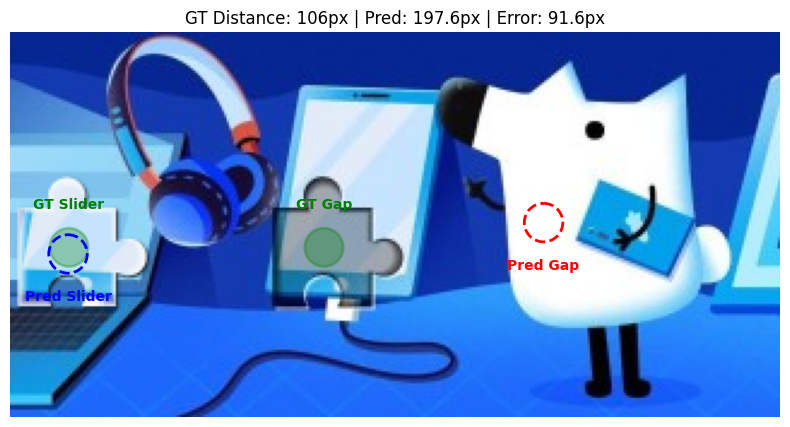 GT Distance: 106px | Pred: 197.6px | Error: 91.6px
GT Slider
GT Gap
Pred Gap
Pred Slider